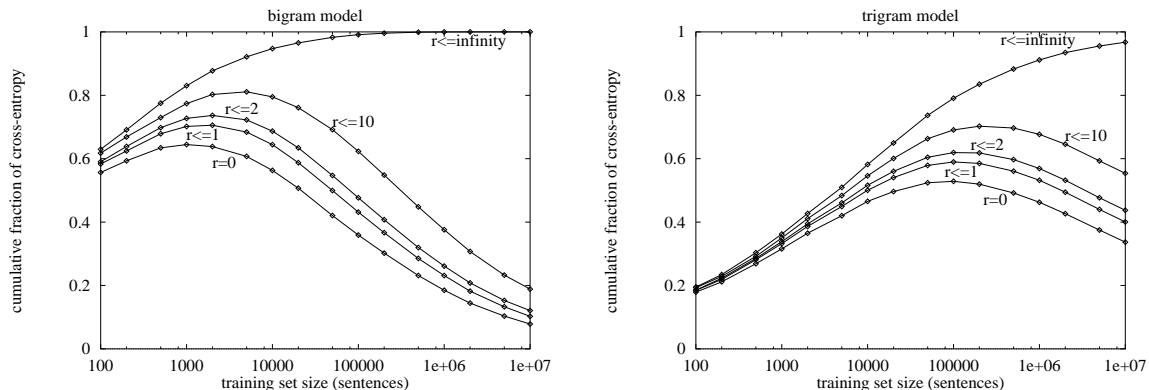 bigram model
1
0.8
0.6
0.4
0.2
0
cumulative fraction of cross-entropy
r<=infinity
r<=10
r<=2
r<=1
r=0
100 1000 10000 100000 1e+06 1e+07
training set size (sentences)
trigram model
1
0.8
0.6
0.4
0.2
0
cumulative fraction of cross-entropy
r<=infinity
r<=10
r<=2
r<=1
r=0
100 1000 10000 100000 1e+06 1e+07
training set size (sentences)